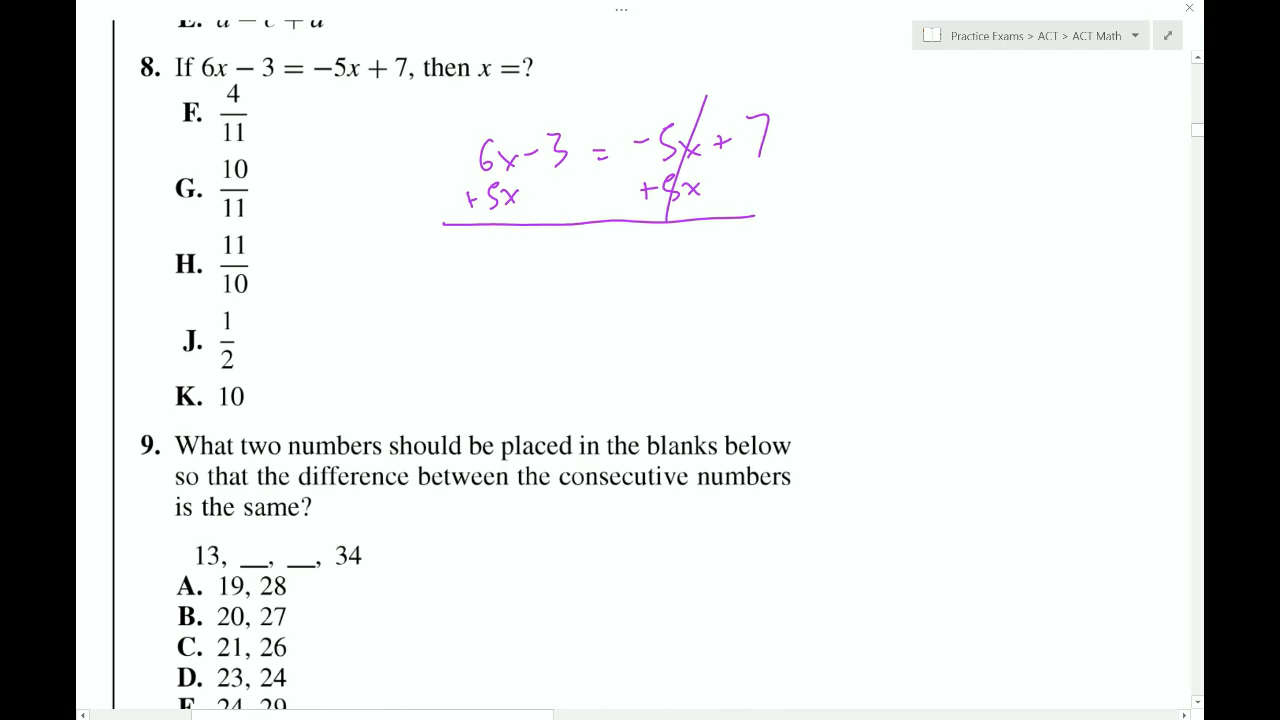 ...
Practice Exams > ACT > ACT Math
8. If 6x − 3 = −5x + 7, then x =?
F. 4/11
G. 10/11
H. 11/10
J. 1/2
K. 10
6x - 3 = -5x + 7
+5x +5x
9. What two numbers should be placed in the blanks below
so that the difference between the consecutive numbers
is the same?
13, __, __, 34
A. 19, 28
B. 20, 27
C. 21, 26
D. 23, 24
E. 24, 29